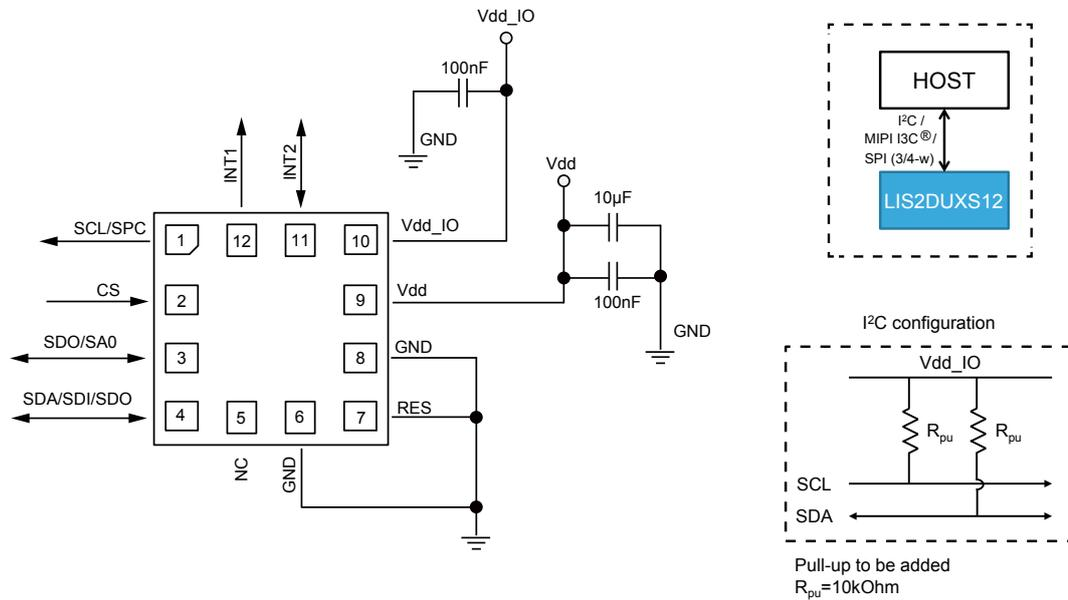 Vdd_IO
100nF
GND
INT1
INT2
Vdd
10µF
100nF
GND
SCL/SPC
CS
SDO/SA0
SDA/SDI/SDO
1
12
11
10
2
9
3
8
4
5
6
7
Vdd_IO
Vdd
GND
RES
NC
GND
HOST
I²C /
MIPI I3C®/
SPI (3/4-w)
LIS2DUXS12
I²C configuration
Vdd_IO
Rpu
Rpu
SCL
SDA
Pull-up to be added
Rpu=10kOhm